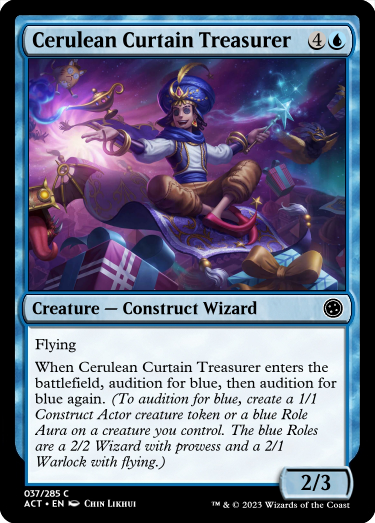 Cerulean Curtain Treasurer 4
Creature — Construct Wizard
Flying
When Cerulean Curtain Treasurer enters the
battlefield, audition for blue, then audition for
blue again. (To audition for blue, create a 1/1
Construct Actor creature token or a blue Role
Aura on a creature you control. The blue Roles
are a 2/2 Wizard with prowess and a 2/1
Warlock with flying.)
2/3
037/285 C
ACT • EN Chin Likhui
™ & © 2023 Wizards of the Coast